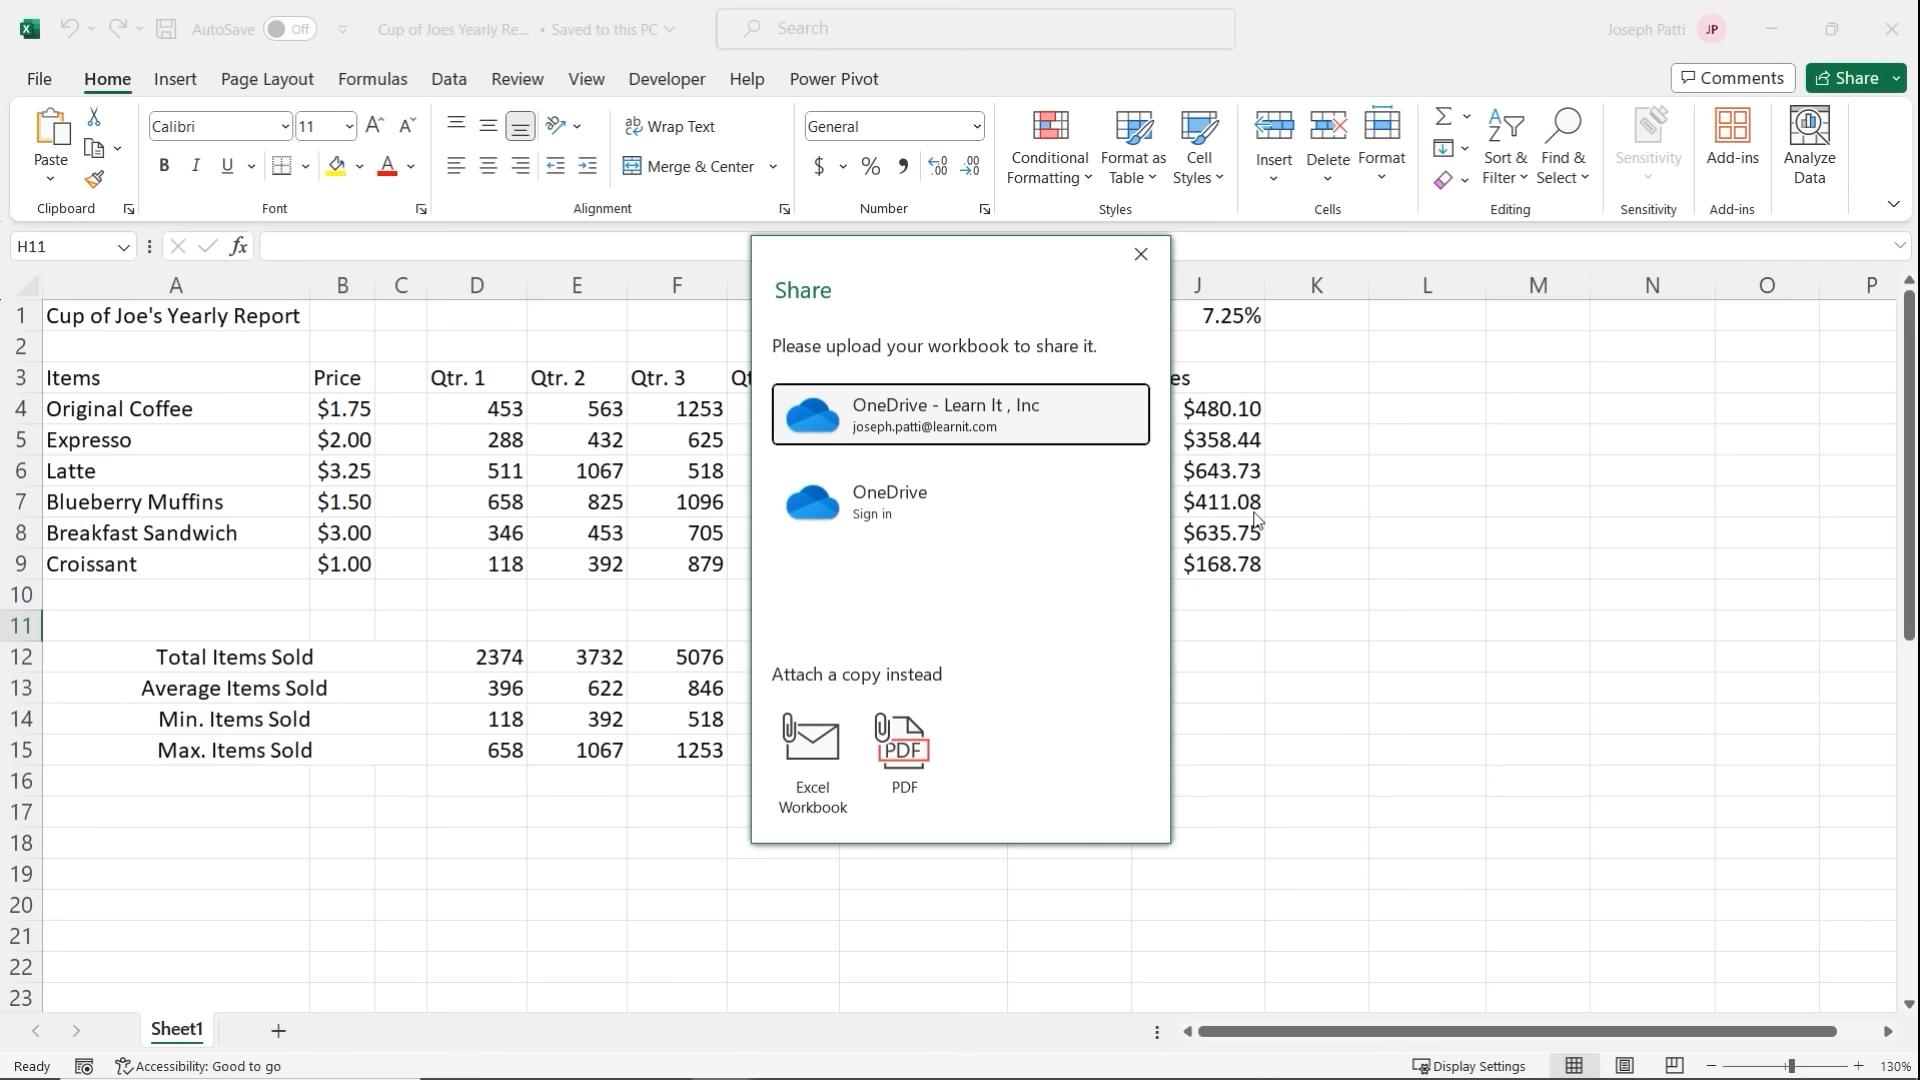 AutoSave Off Cup of Joes Yearly Re... • Saved to this PC Search Joseph Patti JP
File Home Insert Page Layout Formulas Data Review View Developer Help Power Pivot Comments Share
Paste Calibri 11 Wrap Text General Conditional Formatting Format as Table Cell Styles Insert Delete Format Sort & Filter Find & Select Sensitivity Add-ins Analyze Data
B I U A Merge & Center $ %
Clipboard Font Alignment Number Styles Cells Editing Sensitivity Add-ins
H11 fx
Share
Please upload your workbook to share it.
OneDrive - Learn It , Inc
joseph.patti@learnit.com
OneDrive
Sign in
Attach a copy instead
PDF
Excel Workbook
PDF
A B C D E F J K L M N O P
1 Cup of Joe's Yearly Report 7.25%
2
3 Items Price Qtr. 1 Qtr. 2 Qtr. 3 Qt es
4 Original Coffee $1.75 453 563 1253 $480.10
5 Expresso $2.00 288 432 625 $358.44
6 Latte $3.25 511 1067 518 $643.73
7 Blueberry Muffins $1.50 658 825 1096 $411.08
8 Breakfast Sandwich $3.00 346 453 705 $635.75
9 Croissant $1.00 118 392 879 $168.78
10
11
12 Total Items Sold 2374 3732 5076
13 Average Items Sold 396 622 846
14 Min. Items Sold 118 392 518
15 Max. Items Sold 658 1067 1253
16
17
18
19
20
21
22
23
Sheet1
Ready Accessibility: Good to go Display Settings 130%